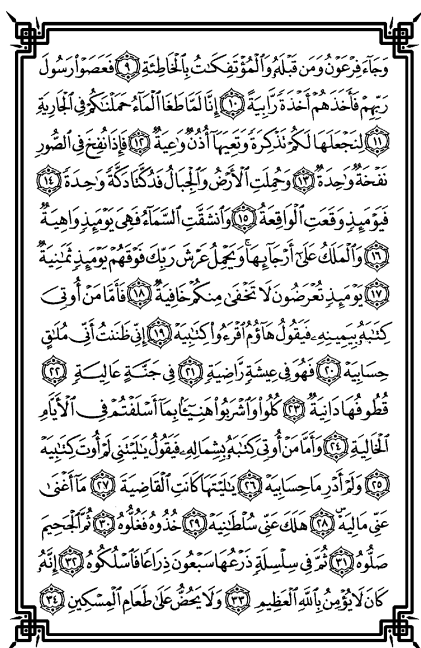 وَجَآءَ فِرْعَوْنُ وَمَن قَبْلَهُۥ وَٱلْمُؤْتَفِكَٰتُ بِٱلْخَاطِئَةِ ٩ فَعَصَوْا۟ رَسُولَ
رَبِّهِمْ فَأَخَذَهُمْ أَخْذَةً رَّابِيَةً ١٠ إِنَّا لَمَّا طَغَا ٱلْمَآءُ حَمَلْنَٰكُمْ فِى ٱلْجَارِيَةِ
١١ لِنَجْعَلَهَا لَكُمْ تَذْكِرَةً وَتَعِيَهَآ أُذُنٌ وَٰعِيَةٌ ١٢ فَإِذَا نُفِخَ فِى ٱلصُّورِ
نَفْخَةٌ وَٰحِدَةٌ ١٣ وَحُمِلَتِ ٱلْأَرْضُ وَٱلْجِبَالُ فَدُكَّتَا دَكَّةً وَٰحِدَةً ١٤
فَيَوْمَئِذٍ وَقَعَتِ ٱلْوَاقِعَةُ ١٥ وَٱنشَقَّتِ ٱلسَّمَآءُ فَهِىَ يَوْمَئِذٍ وَاهِيَةٌ
١٦ وَٱلْمَلَكُ عَلَىٰٓ أَرْجَآئِهَا ۚ وَيَحْمِلُ عَرْشَ رَبِّكَ فَوْقَهُمْ يَوْمَئِذٍ ثَمَٰنِيَةٌ
١٧ يَوْمَئِذٍ تُعْرَضُونَ لَا تَخْفَىٰ مِنكُمْ خَافِيَةٌ ١٨ فَأَمَّا مَنْ أُوتِىَ
كِتَٰبَهُۥ بِيَمِينِهِۦ فَيَقُولُ هَآؤُمُ ٱقْرَءُوا۟ كِتَٰبِيَهْ ١٩ إِنِّى ظَنَنتُ أَنِّى مُلَٰقٍ
حِسَابِيَهْ ٢٠ فَهُوَ فِى عِيشَةٍ رَّاضِيَةٍ ٢١ فِى جَنَّةٍ عَالِيَةٍ ٢٢
قُطُوفُهَا دَانِيَةٌ ٢٣ كُلُوا۟ وَٱشْرَبُوا۟ هَنِيٓـًٔۢا بِمَآ أَسْلَفْتُمْ فِى ٱلْأَيَّامِ
ٱلْخَالِيَةِ ٢٤ وَأَمَّا مَنْ أُوتِىَ كِتَٰبَهُۥ بِشِمَالِهِۦ فَيَقُولُ يَٰلَيْتَنِى لَمْ أُوتَ كِتَٰبِيَهْ
٢٥ وَلَمْ أَدْرِ مَا حِسَابِيَهْ ٢٦ يَٰلَيْتَهَا كَانَتِ ٱلْقَاضِيَةَ ٢٧ مَآ أَغْنَىٰ
عَنِّى مَالِيَهْ ۜ ٢٨ هَلَكَ عَنِّى سُلْطَٰنِيَهْ ٢٩ خُذُوهُ فَغُلُّوهُ ٣٠ ثُمَّ ٱلْجَحِيمَ
صَلُّوهُ ٣١ ثُمَّ فِى سِلْسِلَةٍ ذَرْعُهَا سَبْعُونَ ذِرَاعًا فَٱسْلُكُوهُ ٣٢ إِنَّهُۥ
كَانَ لَا يُؤْمِنُ بِٱللَّهِ ٱلْعَظِيمِ ٣٣ وَلَا يَحُضُّ عَلَىٰ طَعَامِ ٱلْمِسْكِينِ ٣٤